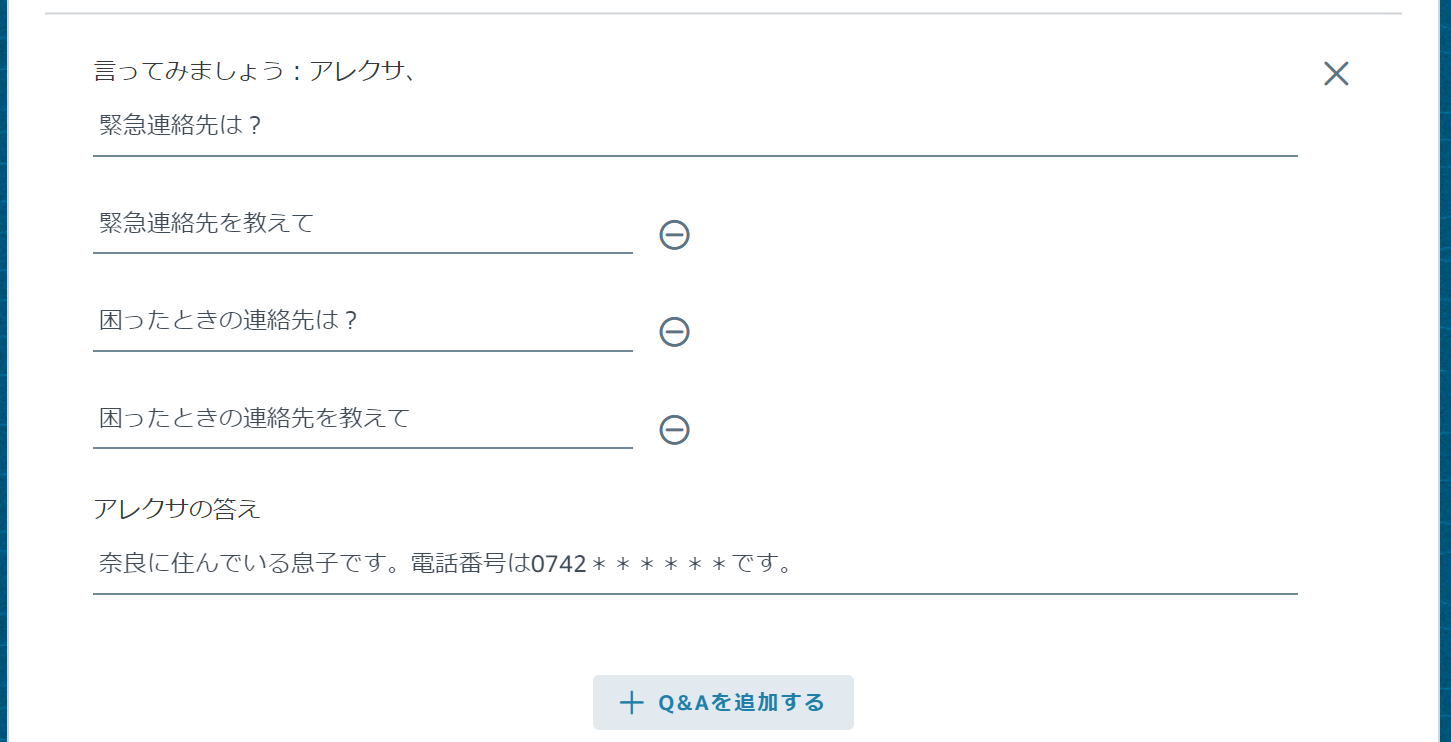 言ってみましょう：アレクサ、
緊急連絡先は？
緊急連絡先を教えて
困ったときの連絡先は？
困ったときの連絡先を教えて
アレクサの答え
奈良に住んでいる息子です。電話番号は0742＊＊＊＊＊＊です。
Q&Aを追加する